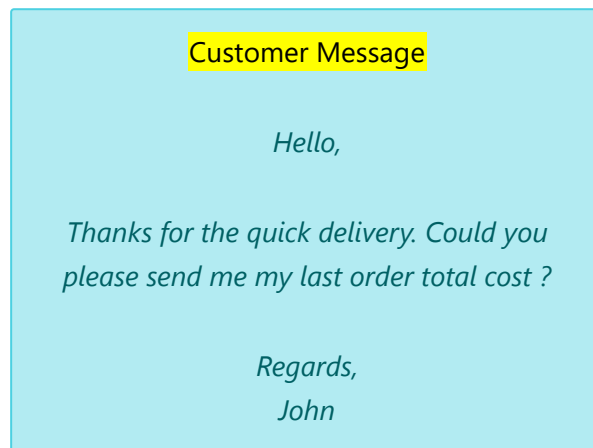 Customer Message
Hello,
Thanks for the quick delivery. Could you
please send me my last order total cost ?
Regards,
John